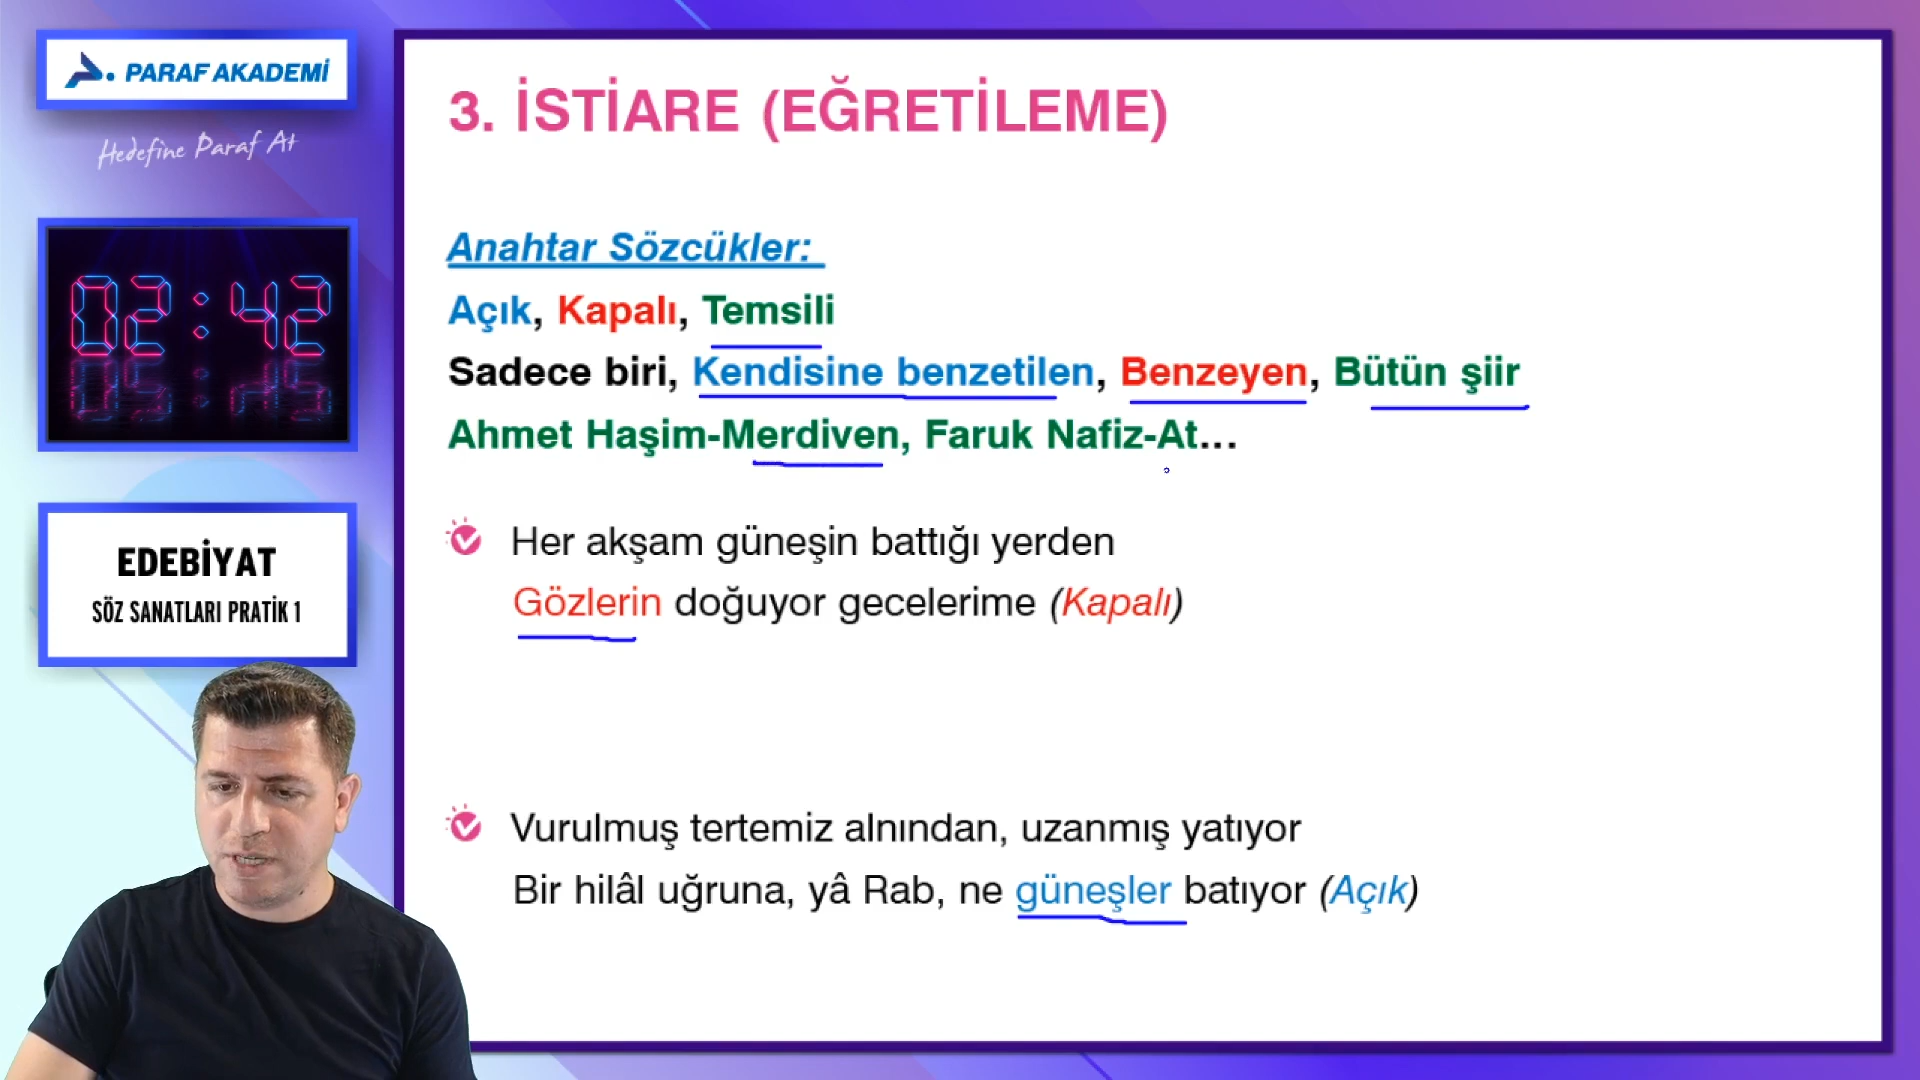 PARAF AKADEMİ
Hedefine Paraf At
02:42
EDEBİYAT
SÖZ SANATLARI PRATİK 1
3. İSTİARE (EĞRETİLEME)
Anahtar Sözcükler:
Açık, Kapalı, Temsili
Sadece biri, Kendisine benzetilen, Benzeyen, Bütün şiir
Ahmet Haşim-Merdiven, Faruk Nafiz-At...
Her akşam güneşin battığı yerden
Gözlerin doğuyor gecelerime (Kapalı)
Vurulmuş tertemiz alnından, uzanmış yatıyor
Bir hilâl uğruna, yâ Rab, ne güneşler batıyor (Açık)